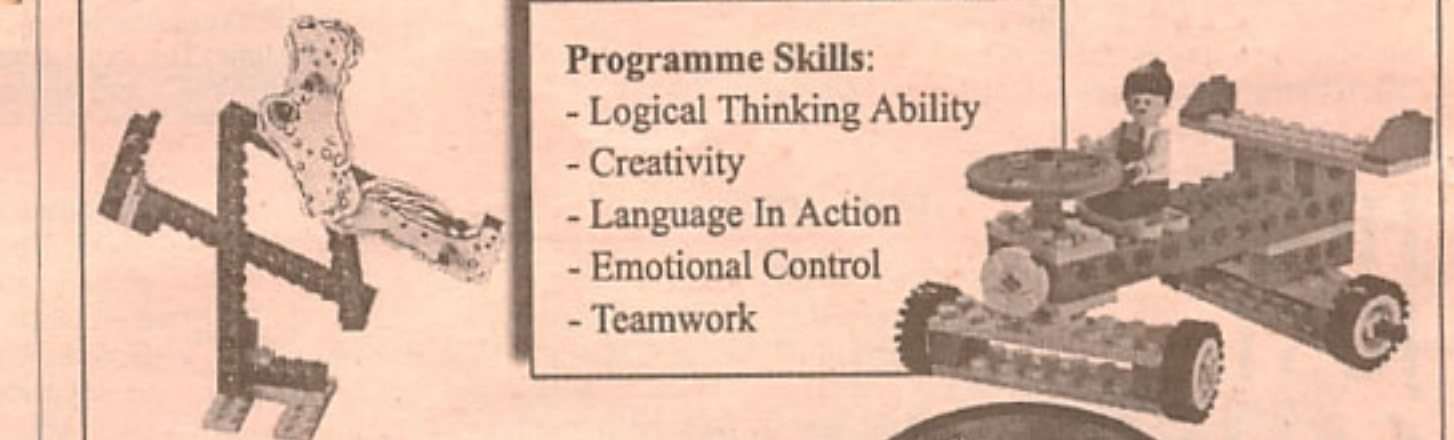 Programme Skills:
- Logical Thinking Ability
- Creativity
- Language In Action
- Emotional Control
- Teamwork